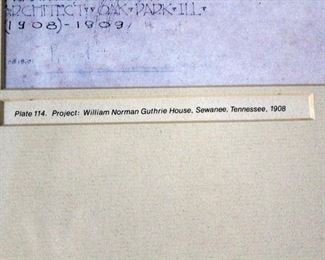 ARCHITECT OAK PARK ILL
(1908)-1909
Plate 114. Project: William Norman Guthrie House, Sewanee, Tennessee, 1908